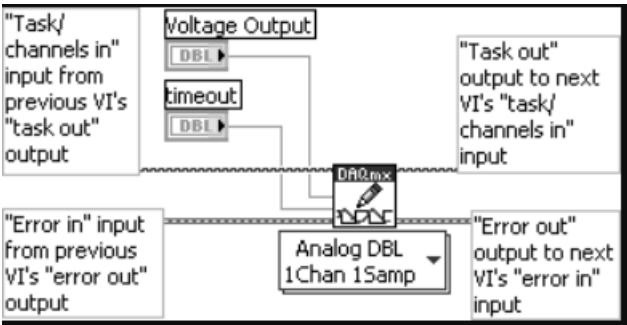 "Task/
channels in"
input from
previous VI's
"task out"
output
Voltage Output
DBL
timeout
DBL
"Task out"
output to next
VI's "task/
channels in"
input
DAQmx
"Error in" input
from previous
VI's "error out"
output
Analog DBL
1Chan 1Samp
"Error out"
output to next
VI's "error in"
input